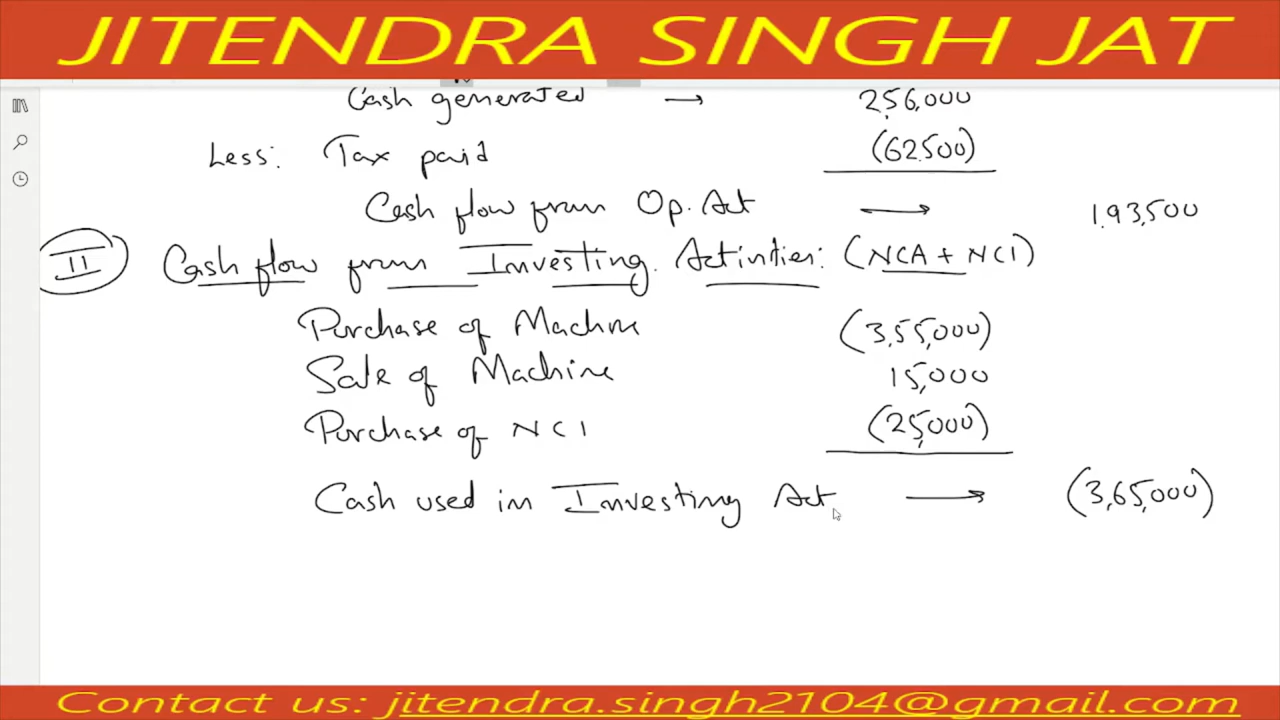 JITENDRA SINGH JAT
Cash generated → 256,000
Less: Tax paid (62500)
Cash flow from Op. Act → 1,93,500
II Cash flow from Investing Activities: (NCA + NCI)
Purchase of Machine (3,55,000)
Sale of Machine 15,000
Purchase of NCI (25,000)
Cash used in Investing Act → (3,65,000)
Contact us: jitendra.singh2104@gmail.com